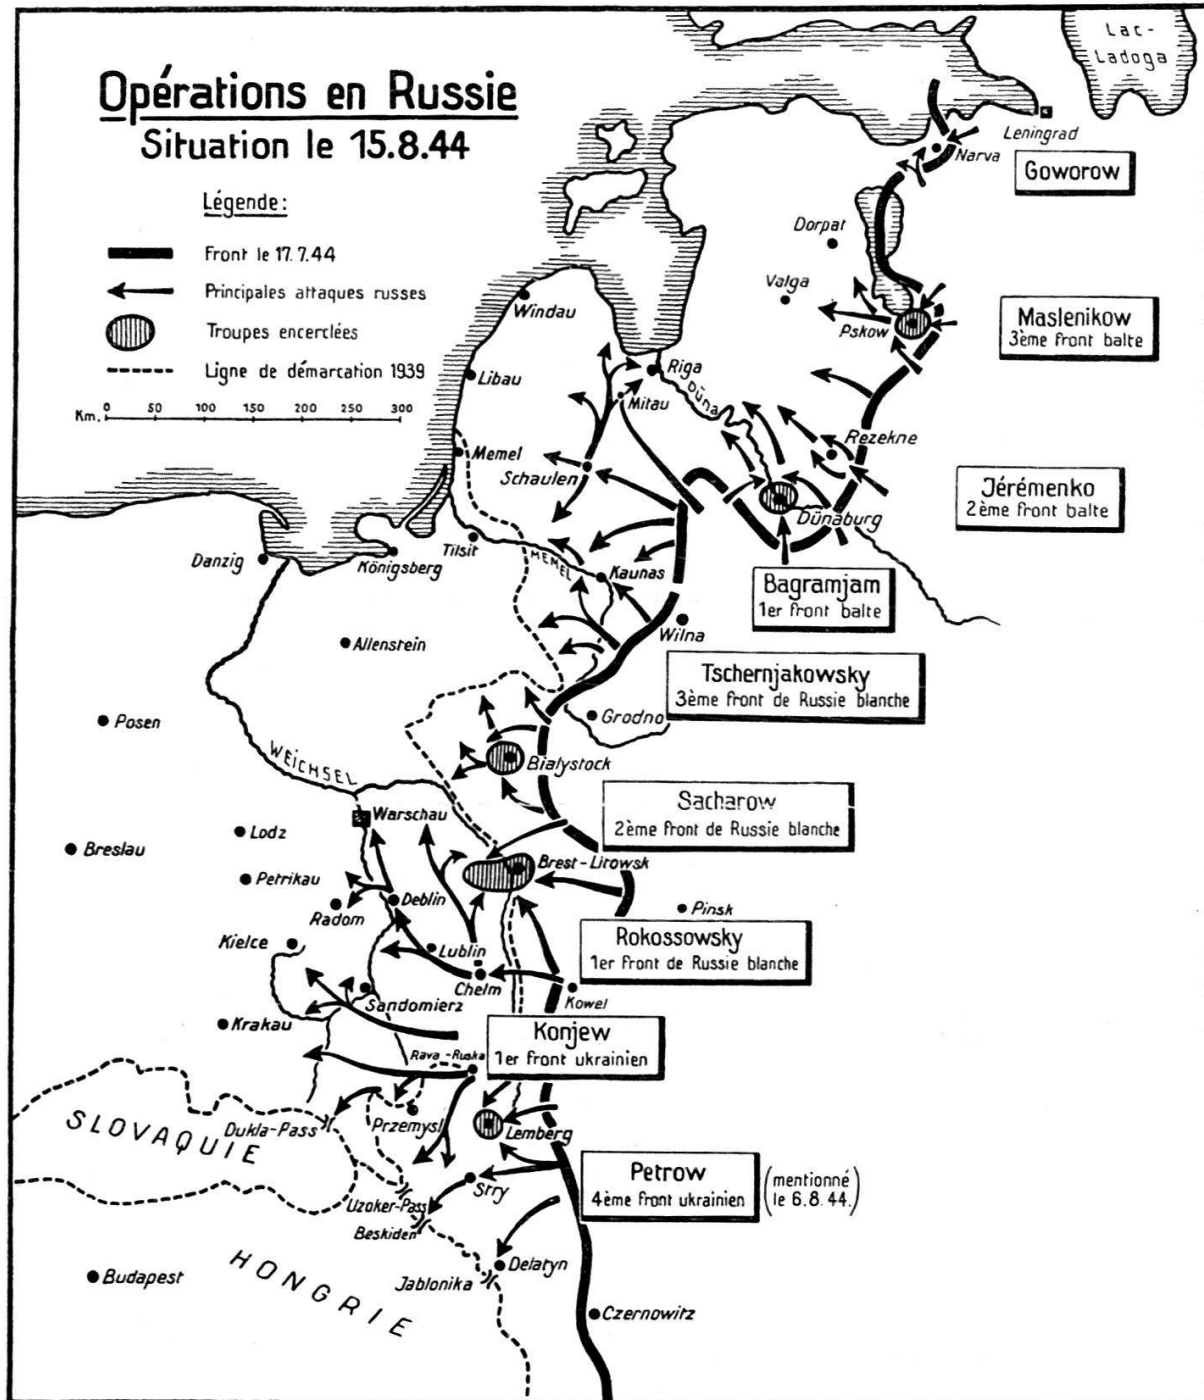 Opérations en Russie
Situation le 15.8.44
Légende:
Front le 17.7.44
Principales attaques russes
Troupes encerclées
Ligne de démarcation 1939
Km. 0 50 100 150 200 300
Lac-
Ladoga
Leningrad
Narva
Goworow
Dorpat
Valga
Pskow
Maslenikow
3ème front balte
Windau
Riga
Libau
Mitau
DÜNA
Rezekne
Memel
Schaulen
Jérémenko
2ème front balte
Dünaburg
Danzig
Königsberg
Tilsit
MEMEL
Kaunas
Bagramjam
1er front balte
Wilna
Allenstein
Tschernjakowsky
3ème front de Russie blanche
Posen
Grodno
WEICHSEL
Bialystock
Sacharow
2ème front de Russie blanche
Warschau
Lodz
Breslau
Brest-Litowsk
Petrikau
Deblin
Radom
Pinsk
Kielce
Lublin
Rokossowsky
1er front de Russie blanche
Chelm
Kowel
Sandomierz
Krakau
Konjew
1er front ukrainien
Rava-Ruska
SLOVAQUIE
Dukla-Pass
Przemysl
Lemberg
Petrow
4ème front ukrainien
(mentionné
le 6.8.44.)
Stry
Uzoker-Pass
Beskiden
HONGRIE
Budapest
Jablonika
Delatyn
Czernowitz